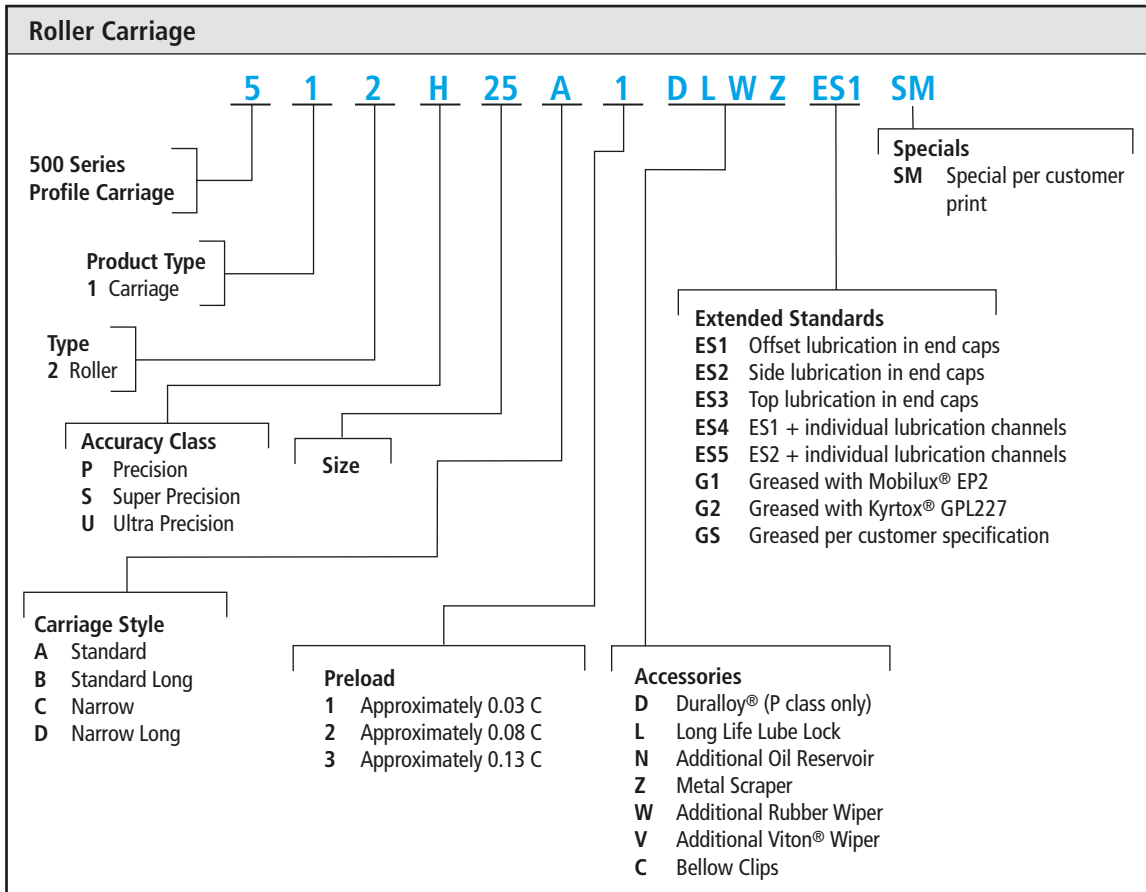 Roller Carriage
5 1 2 H 25 A 1 D L W Z ES1 SM
500 Series
Profile Carriage
Product Type
1 Carriage
Type
2 Roller
Accuracy Class
P Precision
S Super Precision
U Ultra Precision
Size
Specials
SM Special per customer
print
Extended Standards
ES1 Offset lubrication in end caps
ES2 Side lubrication in end caps
ES3 Top lubrication in end caps
ES4 ES1 + individual lubrication channels
ES5 ES2 + individual lubrication channels
G1 Greased with Mobilux® EP2
G2 Greased with Kyrtox® GPL227
GS Greased per customer specification
Carriage Style
A Standard
B Standard Long
C Narrow
D Narrow Long
Preload
1 Approximately 0.03 C
2 Approximately 0.08 C
3 Approximately 0.13 C
Accessories
D Duralloy® (P class only)
L Long Life Lube Lock
N Additional Oil Reservoir
Z Metal Scraper
W Additional Rubber Wiper
V Additional Viton® Wiper
C Bellow Clips